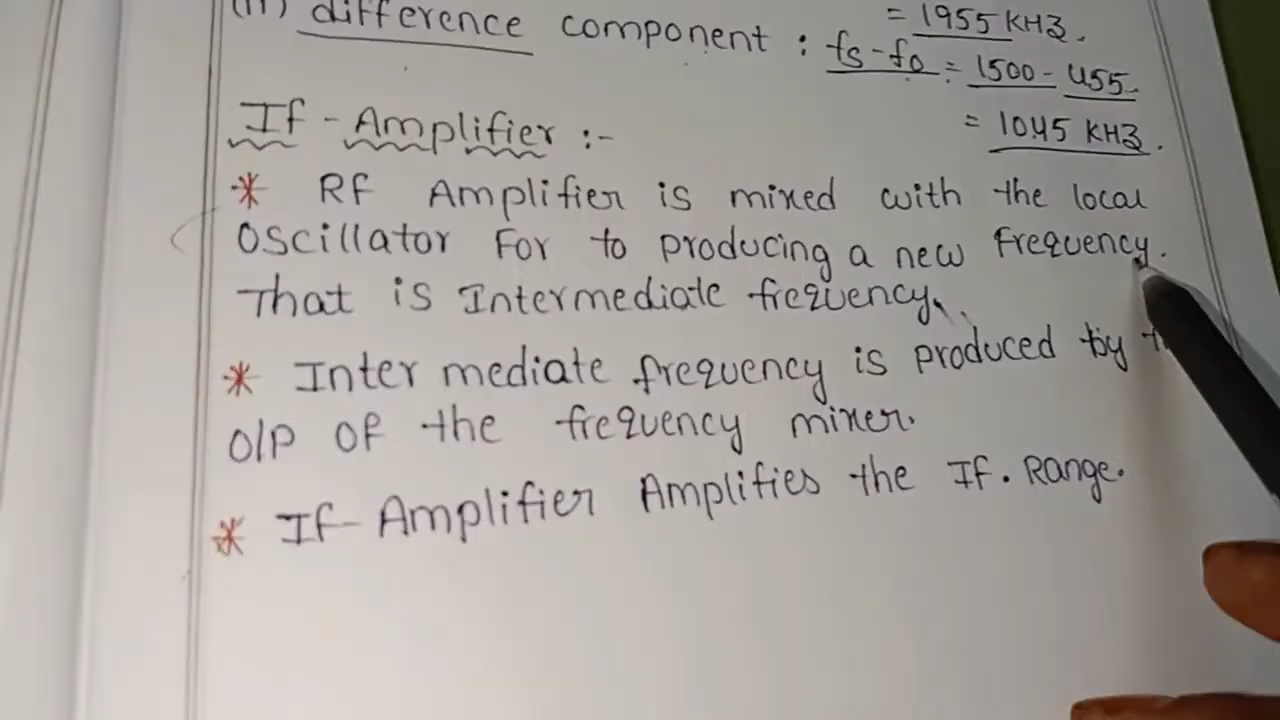 (ii) difference component : fs-fo = 1500 - 455
= 1955 KHz.
= 1045 KHz.
If - Amplifier :-
* RF Amplifier is mixed with the local
Oscillator For to producing a new frequency.
That is Intermediate frequency.
* Inter mediate frequency is produced by
O/P OF the frequency mixer.
* If - Amplifier Amplifies the If. Range.